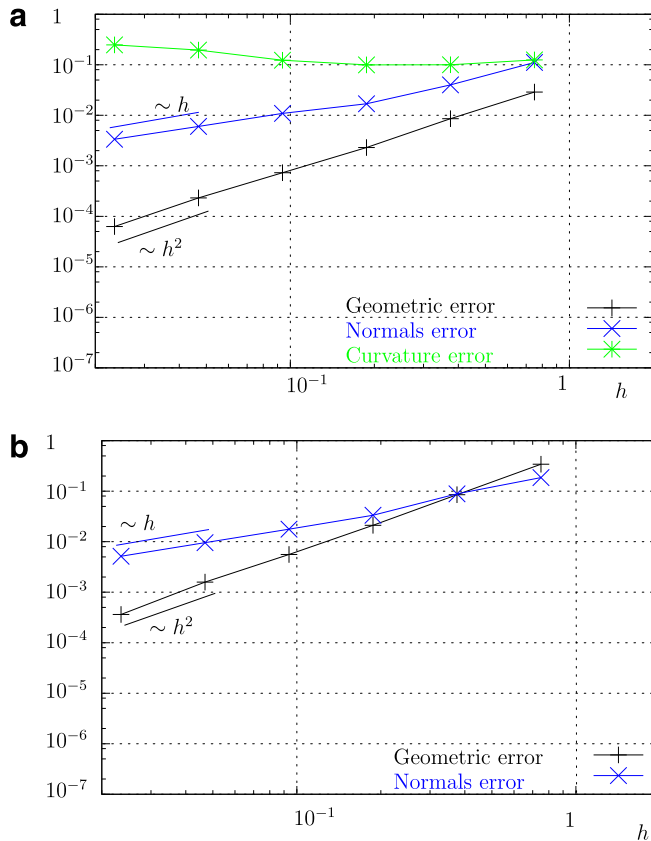 a
1
10⁻¹
10⁻²
10⁻³
10⁻⁴
10⁻⁵
10⁻⁶
10⁻⁷
∼ h
∼ h²
Geometric error
Normals error
Curvature error
10⁻¹
1
h
b
1
10⁻¹
10⁻²
10⁻³
10⁻⁴
10⁻⁵
10⁻⁶
10⁻⁷
∼ h
∼ h²
Geometric error
Normals error
10⁻¹
1
h